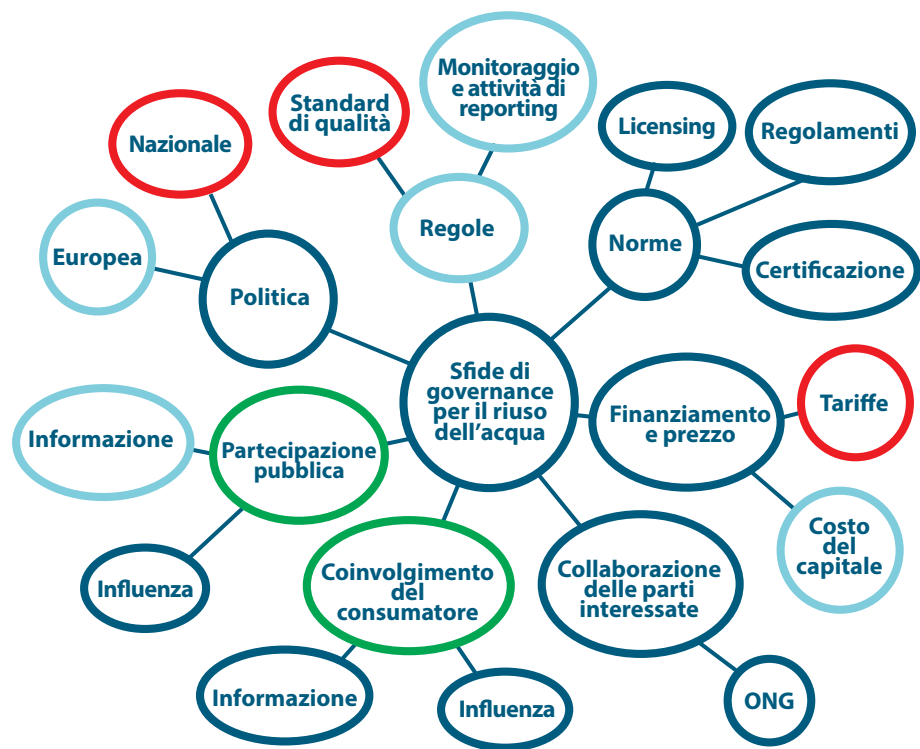 Monitoraggio
e attività di
reporting
Standard
di qualità
Nazionale
Licensing
Regolamenti
Europea
Politica
Regole
Norme
Certificazione
Sfide di
governance
per il riuso
dell'acqua
Finanziamento
e prezzo
Tariffe
Informazione
Partecipazione
pubblica
Costo
del
capitale
Influenza
Coinvolgimento
del
consumatore
Collaborazione
delle parti
interessate
Informazione
Influenza
ONG